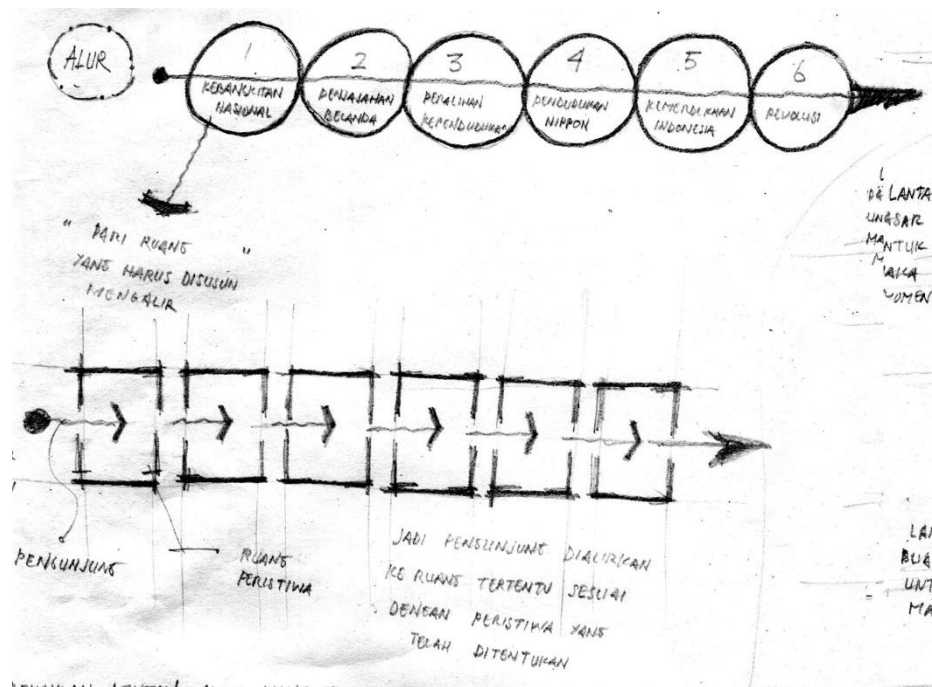 ALUR
1
KEBANGKITAN
NASIONAL
2
PENJAJAHAN
BELANDA
3
PERALIHAN
KEPENDUDUKAN
4
PENDUDUKAN
NIPPON
5
KEMERDEKAAN
INDONESIA
6
REVOLUSI
" DARI RUANG "
YANG HARUS DISUSUN
MENGALIR
PENGUNJUNG
RUANG
PERISTIWA
JADI PENGUNJUNG DIALIRKAN
KE RUANG TERTENTU SESUAI
DENGAN PERISTIWA YANG
TELAH DITENTUKAN